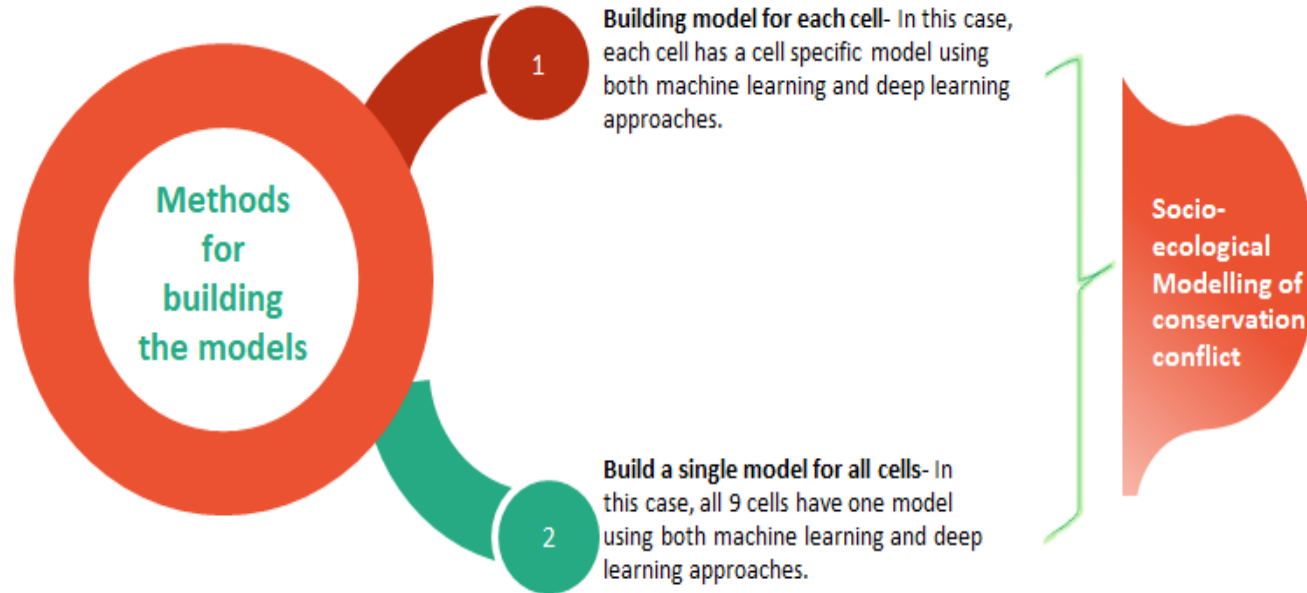 Methods
for
building
the models
1
Building model for each cell- In this case,
each cell has a cell specific model using
both machine learning and deep learning
approaches.
2
Build a single model for all cells- In
this case, all 9 cells have one model
using both machine learning and deep
learning approaches.
Socio-
ecological
Modelling of
conservation
conflict